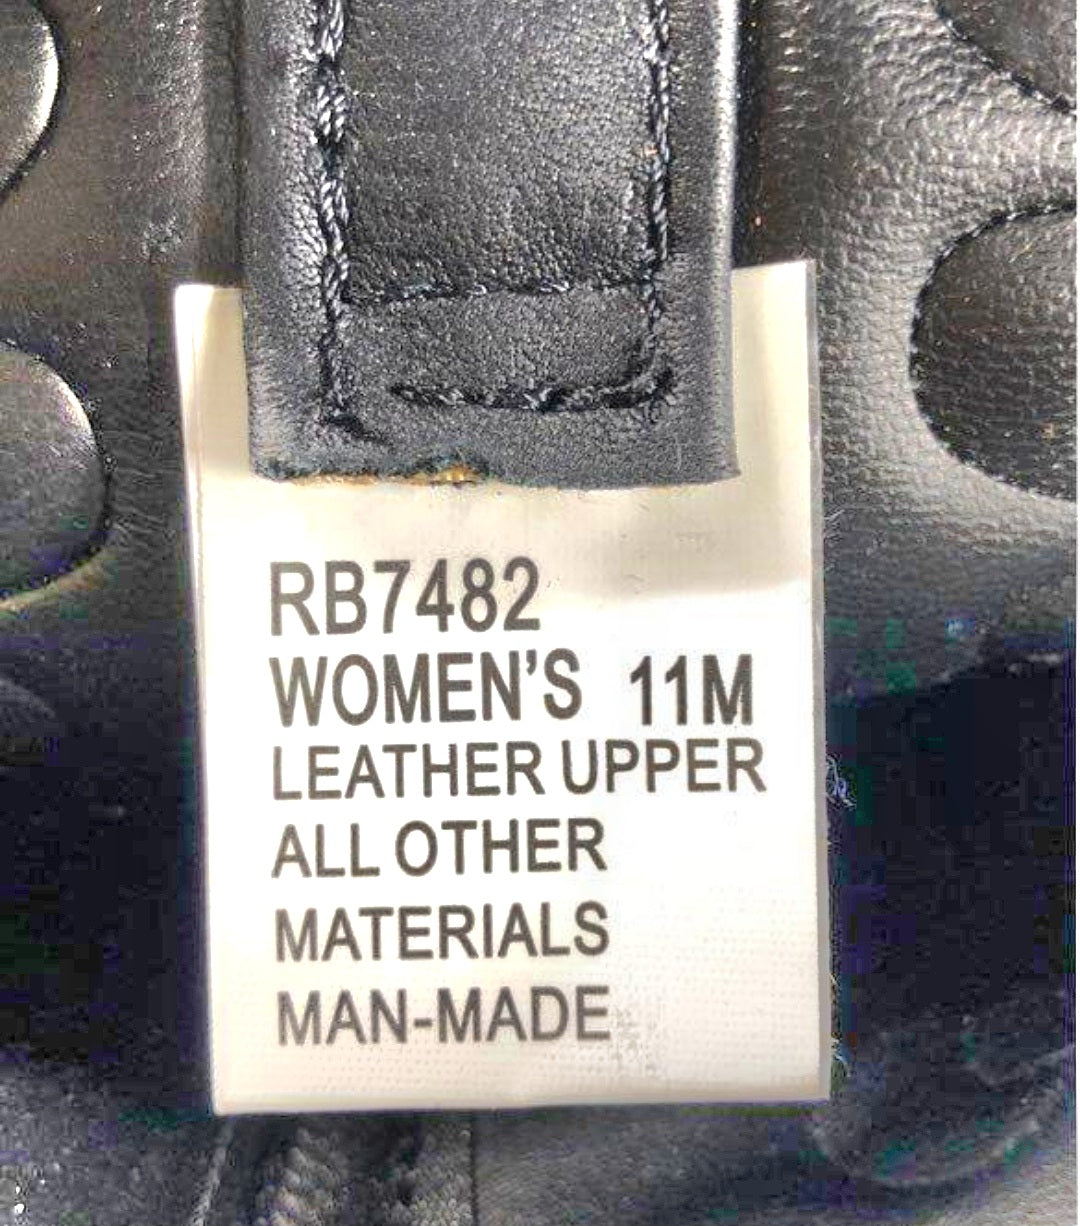 RB7482
WOMEN'S 11M
LEATHER UPPER
ALL OTHER
MATERIALS
MAN-MADE